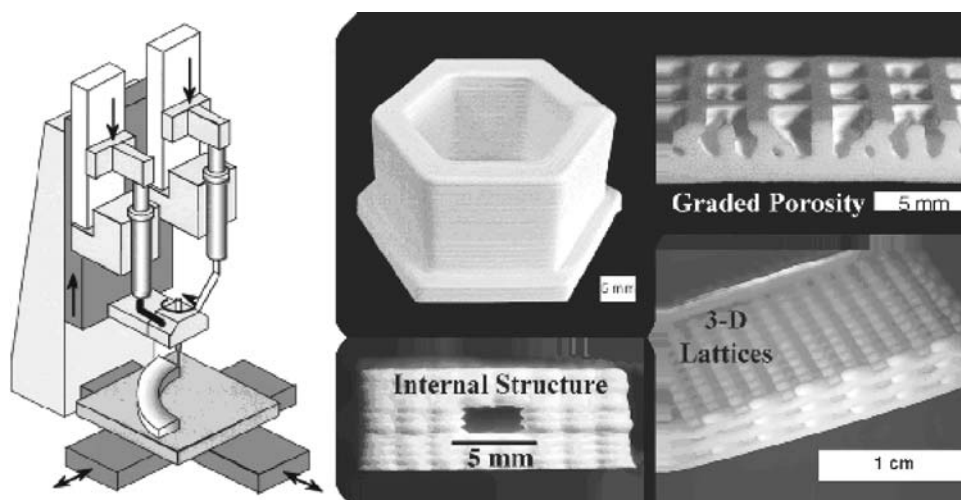 Graded Porosity
5 mm
5 mm
3-D
Lattices
Internal Structure
5 mm
1 cm